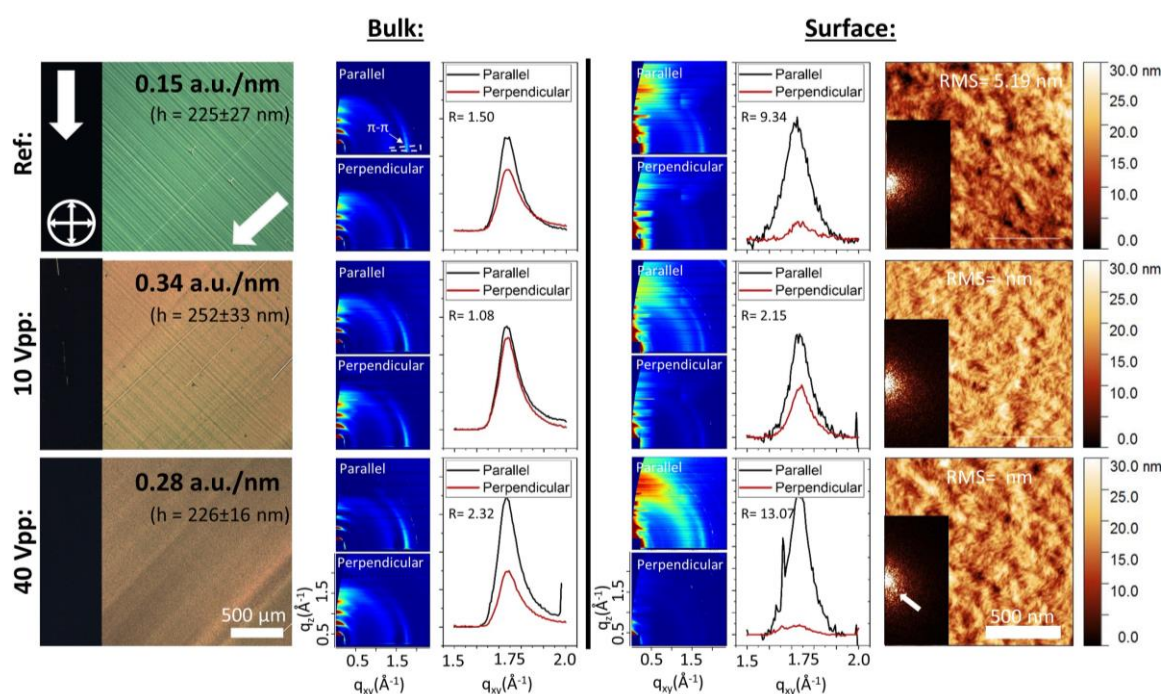 Bulk:
Surface:
Ref:
0.15 a.u./nm
(h = 225±27 nm)
Parallel
π-π
Perpendicular
Parallel
Perpendicular
R= 1.50
Parallel
Perpendicular
Parallel
Perpendicular
R= 9.34
RMS= 5.19 nm
30.0 nm
25.0
20.0
15.0
10.0
5.0
0.0
10 Vpp:
0.34 a.u./nm
(h = 252±33 nm)
Parallel
Perpendicular
Parallel
Perpendicular
R= 1.08
Parallel
Perpendicular
Parallel
Perpendicular
R= 2.15
RMS= nm
30.0 nm
25.0
20.0
15.0
10.0
5.0
0.0
40 Vpp:
0.28 a.u./nm
(h = 226±16 nm)
500 µm
Parallel
Perpendicular
Parallel
Perpendicular
R= 2.32
Parallel
Perpendicular
Parallel
Perpendicular
R= 13.07
RMS= nm
500 nm
30.0 nm
25.0
20.0
15.0
10.0
5.0
0.0
qz(Å-1)
0.5 1.5
0.5 1.5
qxy(Å-1)
1.5 1.75 2.0
qxy(Å-1)
qz(Å-1)
0.5 1.5
0.5 1.5
qxy(Å-1)
1.5 1.75 2.0
qxy(Å-1)